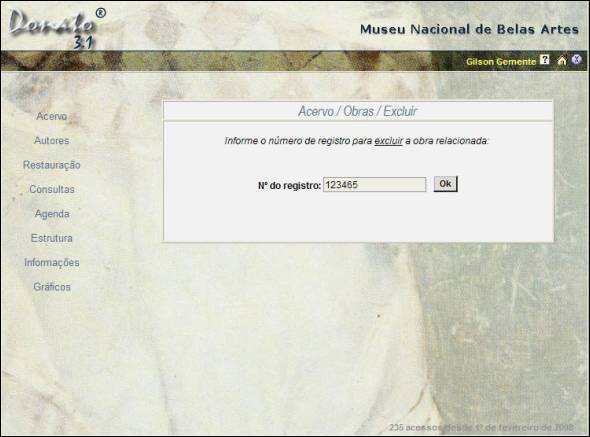 Donato ®
3.1
Museu Nacional de Belas Artes
Gilson Gemente ? X
Acervo
Autores
Restauração
Consultas
Agenda
Estrutura
Informações
Gráficos
Acervo / Obras / Excluir
Informe o número de registro para excluir a obra relacionada:
Nº do registro: 123465 Ok
235 acessos desde 1º de fevereiro de 2008